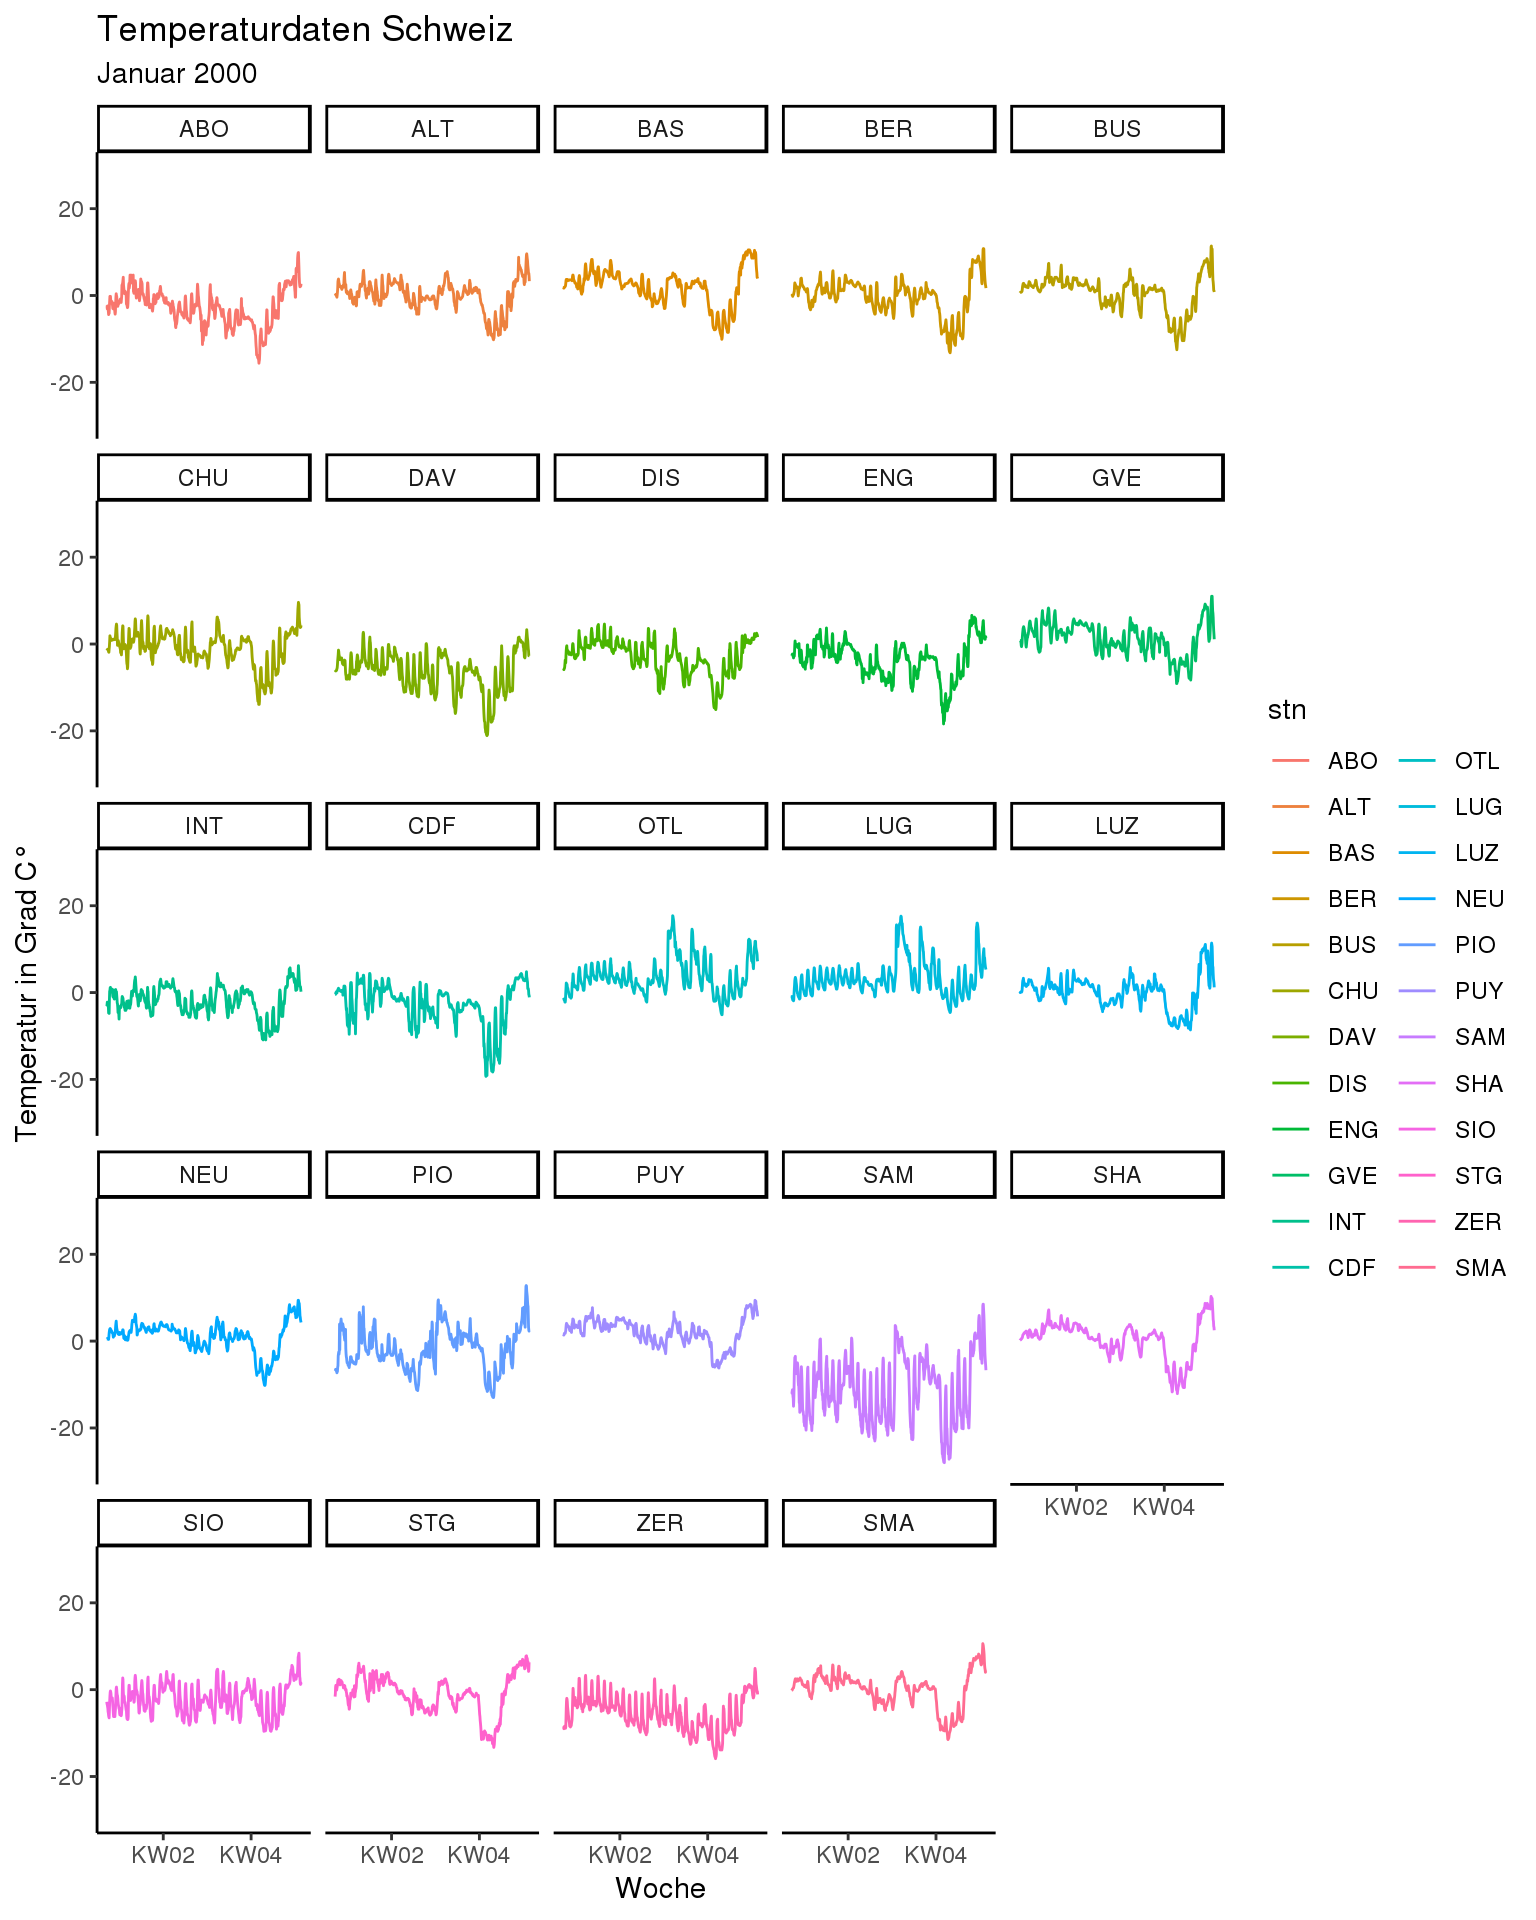 Temperaturdaten Schweiz
Januar 2000
ABO ALT BAS BER BUS
20
0
-20
CHU DAV DIS ENG GVE
20
0
-20
INT CDF OTL LUG LUZ
20
0
-20
NEU PIO PUY SAM SHA
20
0
-20
KW02 KW04
SIO STG ZER SMA
20
0
-20
KW02 KW04 KW02 KW04 KW02 KW04 KW02 KW04
Woche
Temperatur in Grad C°
stn
ABO OTL
ALT LUG
BAS LUZ
BER NEU
BUS PIO
CHU PUY
DAV SAM
DIS SHA
ENG SIO
GVE STG
INT ZER
CDF SMA